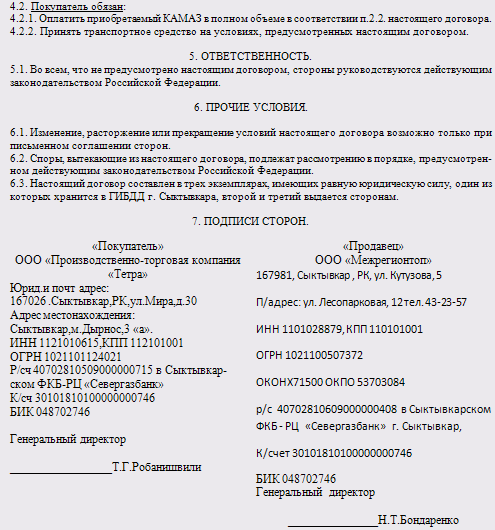 4.2. Покупатель обязан:
4.2.1. Оплатить приобретаемый КАМАЗ в полном объеме в соответствии п.2.2. настоящего договора.
4.2.2. Принять транспортное средство на условиях, предусмотренных настоящим договором.
5. ОТВЕТСТВЕННОСТЬ.
5.1. Во всем, что не предусмотрено настоящим договором, стороны руководствуются действующим
законодательством Российской Федерации.
6. ПРОЧИЕ УСЛОВИЯ.
6.1. Изменение, расторжение или прекращение условий настоящего договора возможно только при
письменном соглашении сторон.
6.2. Споры, вытекающие из настоящего договора, подлежат рассмотрению в порядке, предусмотрен-
ном действующим законодательством Российской Федерации.
6.3. Настоящий договор составлен в трех экземплярах, имеющих равную юридическую силу, один из
которых хранится в ГИБДД г. Сыктывкара, второй и третий выдается сторонам.
7. ПОДПИСИ СТОРОН.
«Покупатель»
ООО «Производственно-торговая компания
«Тетра»
Юрид.и почт адрес:
167026 .Сыктывкар,РК,ул.Мира,д.30
Адрес местонахождения:
Сыктывкар,м.Дырнос,3 «а».
ИНН 1121010615,КПП 112101001
ОГРН 1021101124021
Р/сч 40702810509000000715 в Сыктывкар-
ском ФКБ-РЦ «Севергазбанк»
К/сч 30101810100000000746
БИК 048702746
Генеральный директор
_________________Т.Г.Робанишвили
«Продавец»
ООО «Межрегионтоп»
167981, Сыктывкар , РК, ул. Кутузова, 5
П/адрес: ул. Лесопарковая, 12 тел. 43-23-57
ИНН 1101028879, КПП 110101001
ОГРН 1021100507372
ОКОНХ71500 ОКПО 53703084
р/с 40702810609000000408 в Сыктывкарском
ФКБ - РЦ «Севергазбанк» г. Сыктывкар,
К/счет 30101810100000000746
БИК 048702746
Генеральный директор
_______________Н.Т.Бондаренко